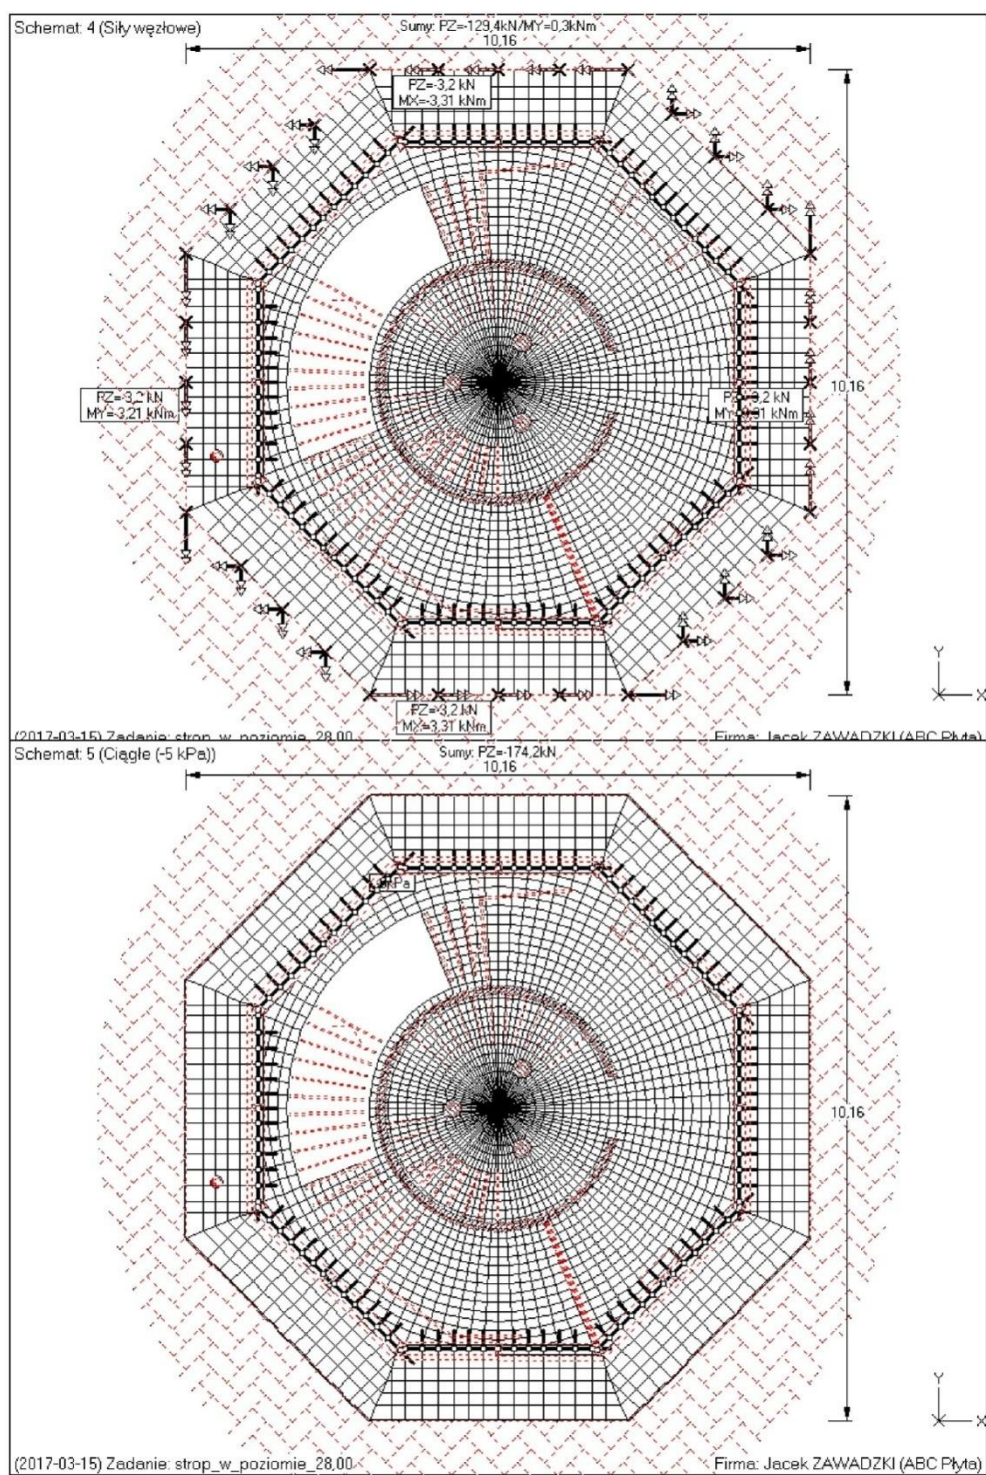 Schemat: 4 (Siły węzłowe)
Sumy: PZ=-129,4kN/MY=0,3kNm
10,16
PZ=-3,2 kN
MX=-3,31 kNm
PZ=-3,2 kN
MY=-3,21 kNm
10,16
PZ=-3,2 kN
MX=3,31 kNm
Y
X
(2017-03-15) Zadanie: strop_w_poziomie_28,00
Firma: Jacek ZAWADZKI (ABC Płyta)
Schemat: 5 (Ciągłe (-5 kPa))
Sumy: PZ=-174,2kN
10,16
10,16
Y
X
(2017-03-15) Zadanie: strop_w_poziomie_28,00
Firma: Jacek ZAWADZKI (ABC Płyta)